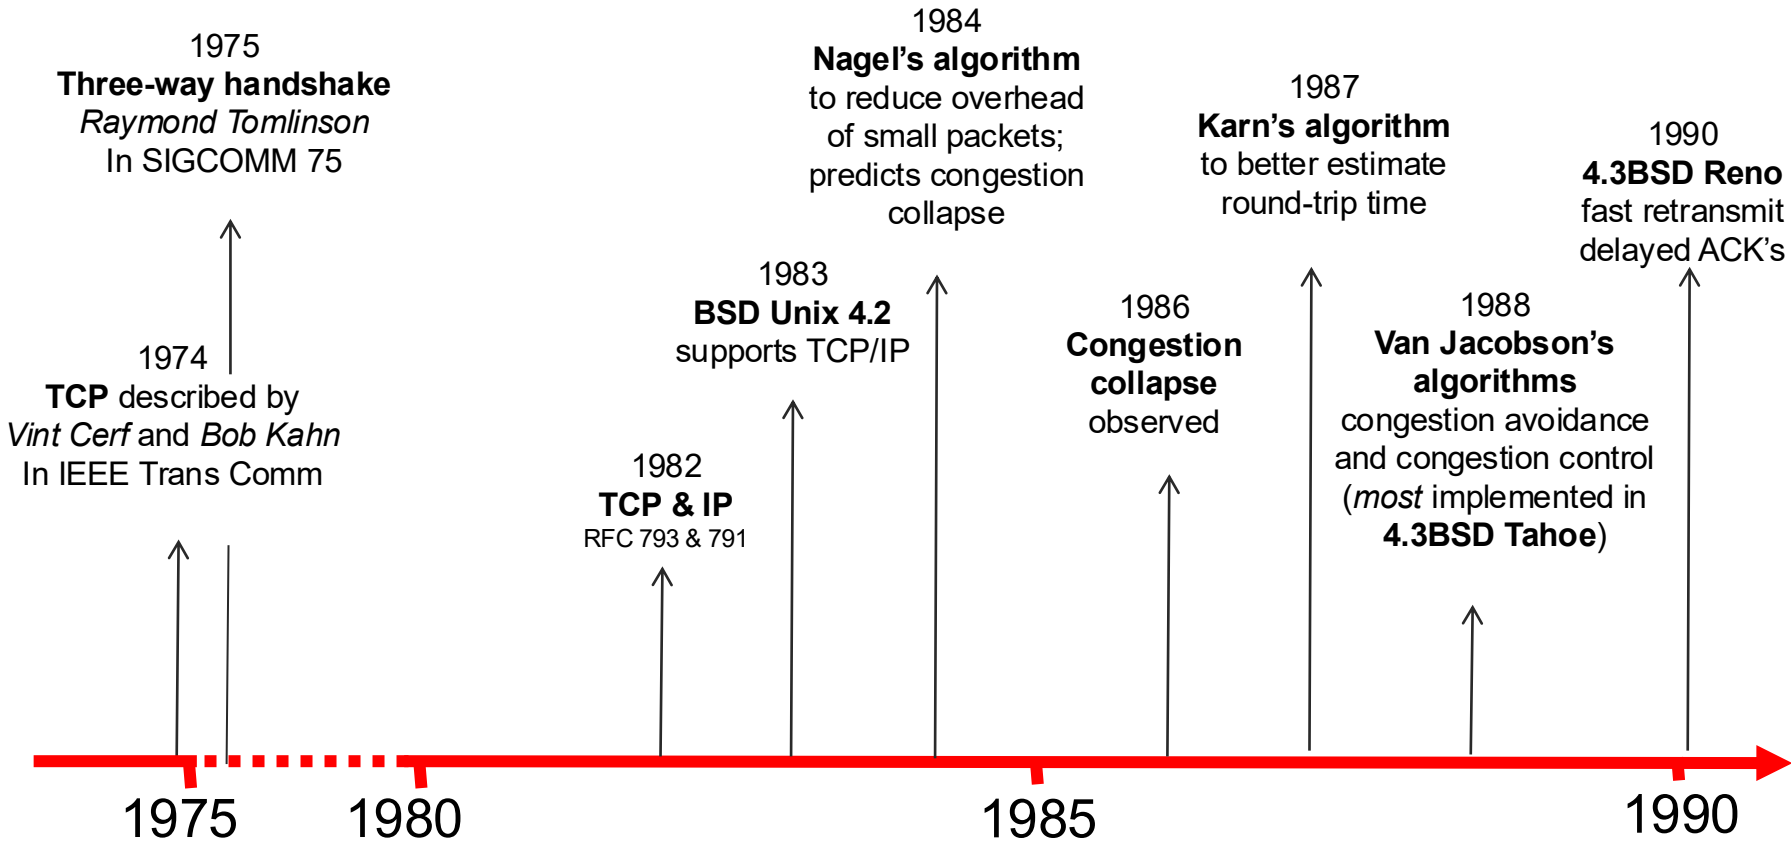 1975
Three-way handshake
Raymond Tomlinson
In SIGCOMM 75
1974
TCP described by
Vint Cerf and Bob Kahn
In IEEE Trans Comm
1982
TCP & IP
RFC 793 & 791
1983
BSD Unix 4.2
supports TCP/IP
1984
Nagel’s algorithm
to reduce overhead
of small packets;
predicts congestion
collapse
1986
Congestion
collapse
observed
1987
Karn’s algorithm
to better estimate
round-trip time
1988
Van Jacobson’s
algorithms
congestion avoidance
and congestion control
(most implemented in
4.3BSD Tahoe)
1990
4.3BSD Reno
fast retransmit
delayed ACK’s
1975
1980
1985
1990